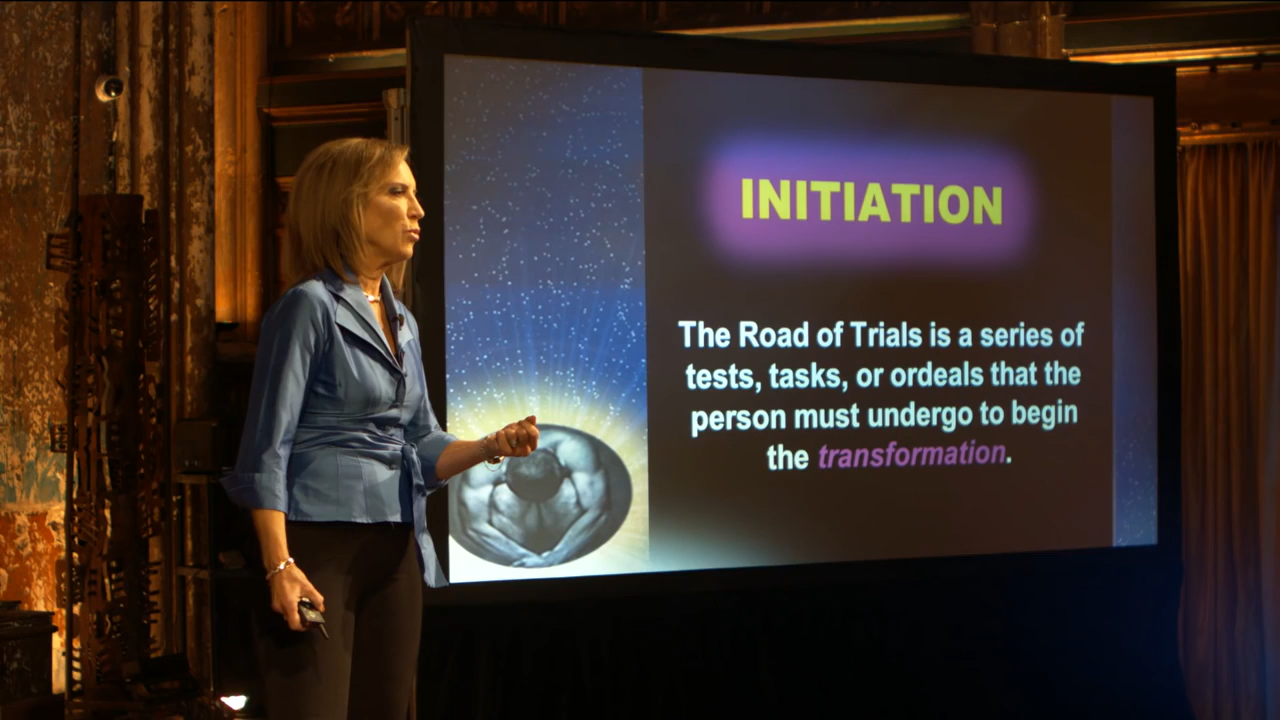 INITIATION
The Road of Trials is a series of
tests, tasks, or ordeals that the
person must undergo to begin
the transformation.